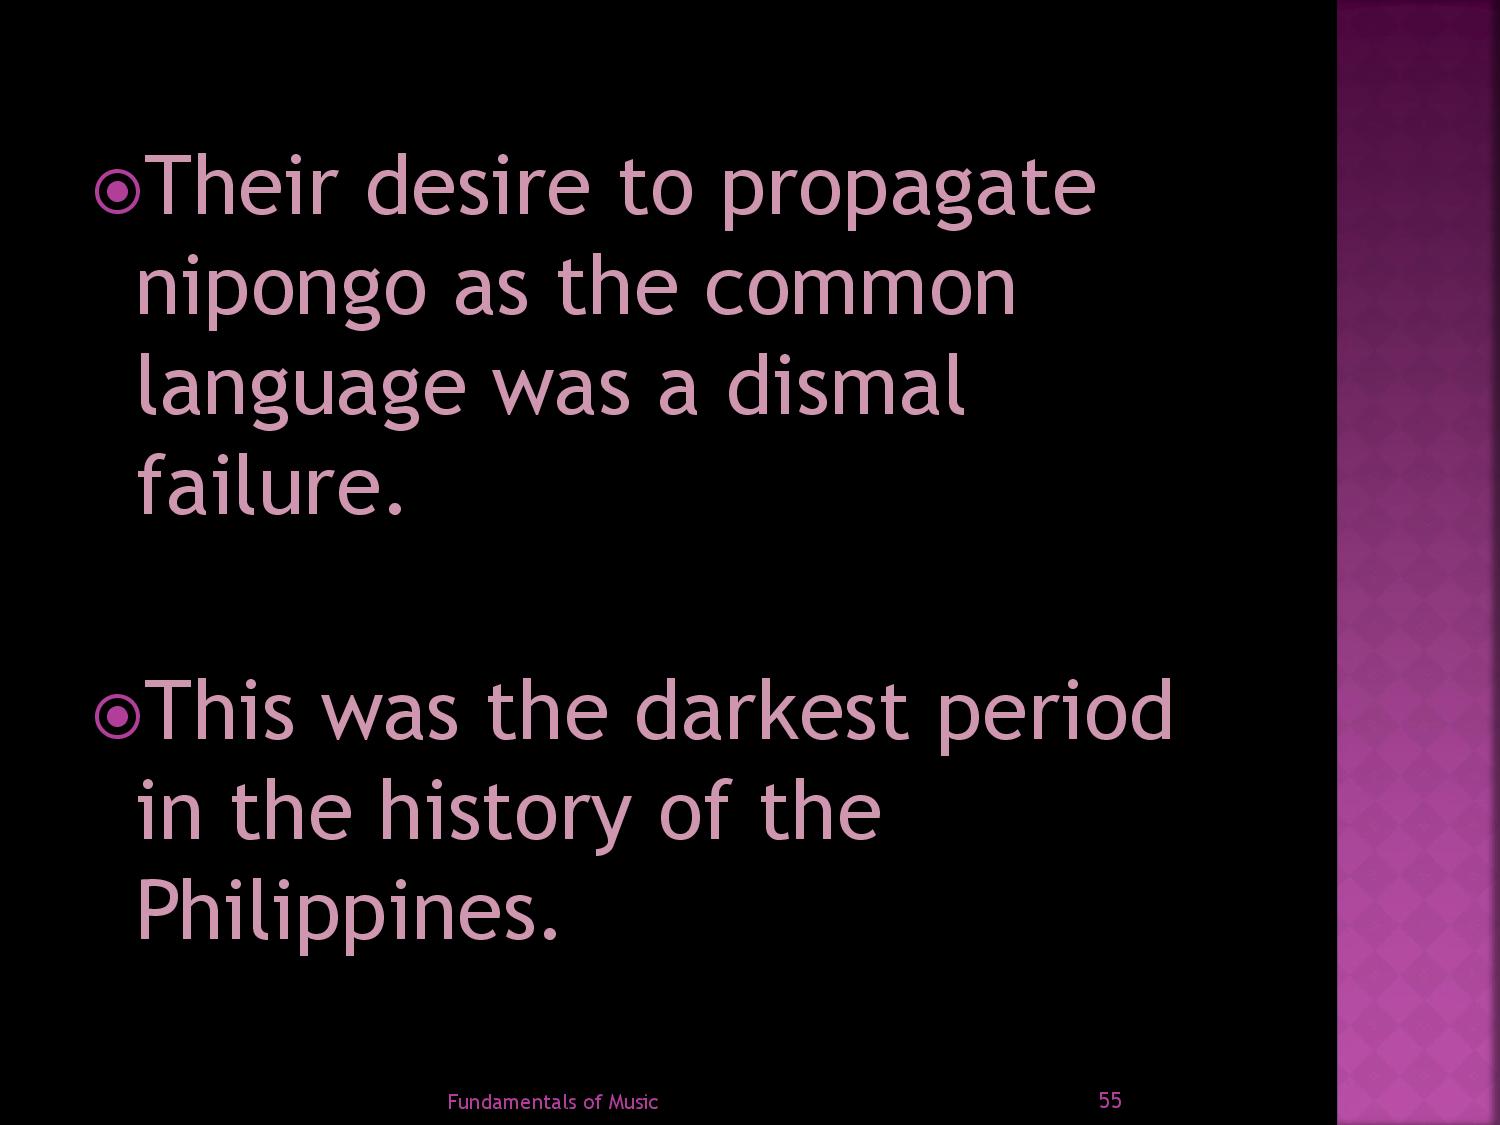 Their desire to propagate
nipongo as the common
language was a dismal
failure.
This was the darkest period
in the history of the
Philippines.
Fundamentals of Music
55